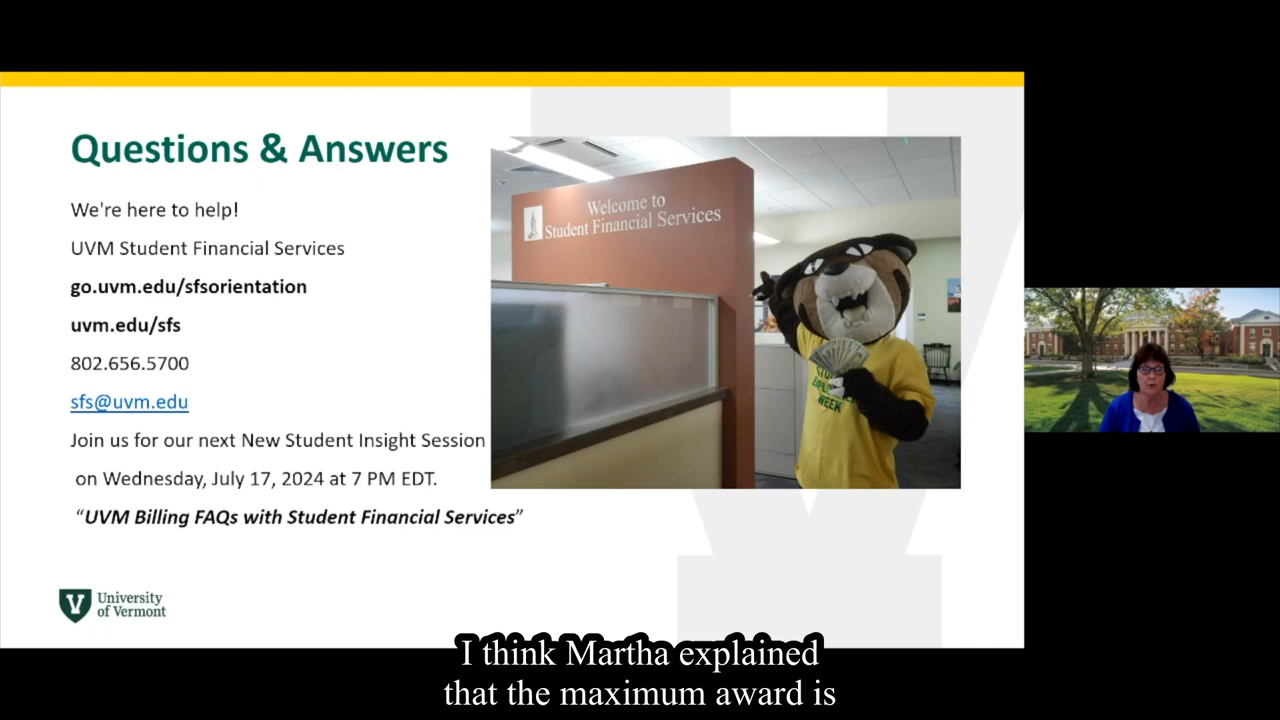 Questions & Answers
We're here to help!
UVM Student Financial Services
go.uvm.edu/sfsorientation
uvm.edu/sfs
802.656.5700
sfs@uvm.edu
Join us for our next New Student Insight Session
on Wednesday, July 17, 2024 at 7 PM EDT.
“UVM Billing FAQs with Student Financial Services”
Welcome to
Student Financial Services
WEEK
University
of Vermont
I think Martha explained
that the maximum award is